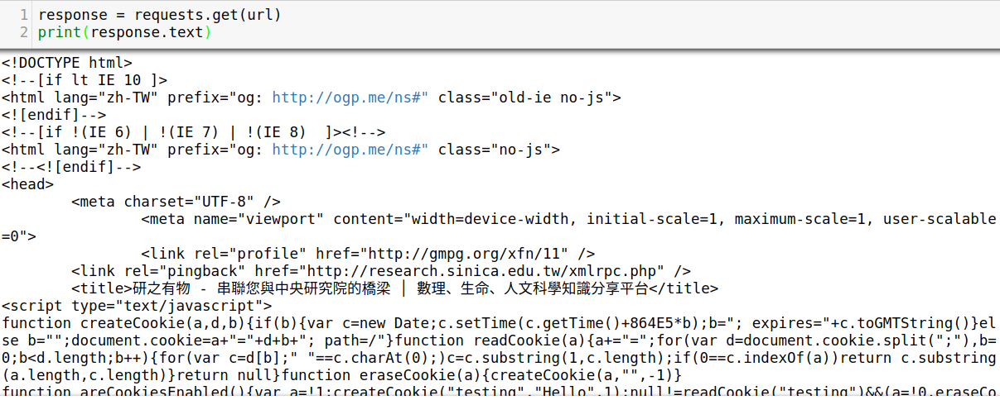 1 response = requests.get(url)
2 print(response.text)
<!DOCTYPE html>
<!--[if lt IE 10 ]>
<html lang="zh-TW" prefix="og: http://ogp.me/ns#" class="old-ie no-js">
<![endif]-->
<!--[if !(IE 6) | !(IE 7) | !(IE 8)  ]><!-->
<html lang="zh-TW" prefix="og: http://ogp.me/ns#" class="no-js">
<!--<![endif]-->
<head>
        <meta charset="UTF-8" />
                <meta name="viewport" content="width=device-width, initial-scale=1, maximum-scale=1, user-scalable
=0">
                <link rel="profile" href="http://gmpg.org/xfn/11" />
        <link rel="pingback" href="http://research.sinica.edu.tw/xmlrpc.php" />
        <title>研之有物 - 串聯您與中央研究院的橋梁 │ 數理、生命、人文科學知識分享平台</title>
<script type="text/javascript">
function createCookie(a,d,b){if(b){var c=new Date;c.setTime(c.getTime()+864E5*b);b="; expires="+c.toGMTString()}el
se b="";document.cookie=a+"="+d+b+"; path=/"}function readCookie(a){a+="=";for(var d=document.cookie.split(";"),b=
0;b<d.length;b++){for(var c=d[b];" "==c.charAt(0);)c=c.substring(1,c.length);if(0==c.indexOf(a))return c.substring
(a.length,c.length)}return null}function eraseCookie(a){createCookie(a,"",-1)}
function areCookiesEnabled(){var a=!1;createCookie("testing","Hello",1);null!=readCookie("testing")&&(a=!0,eraseCo